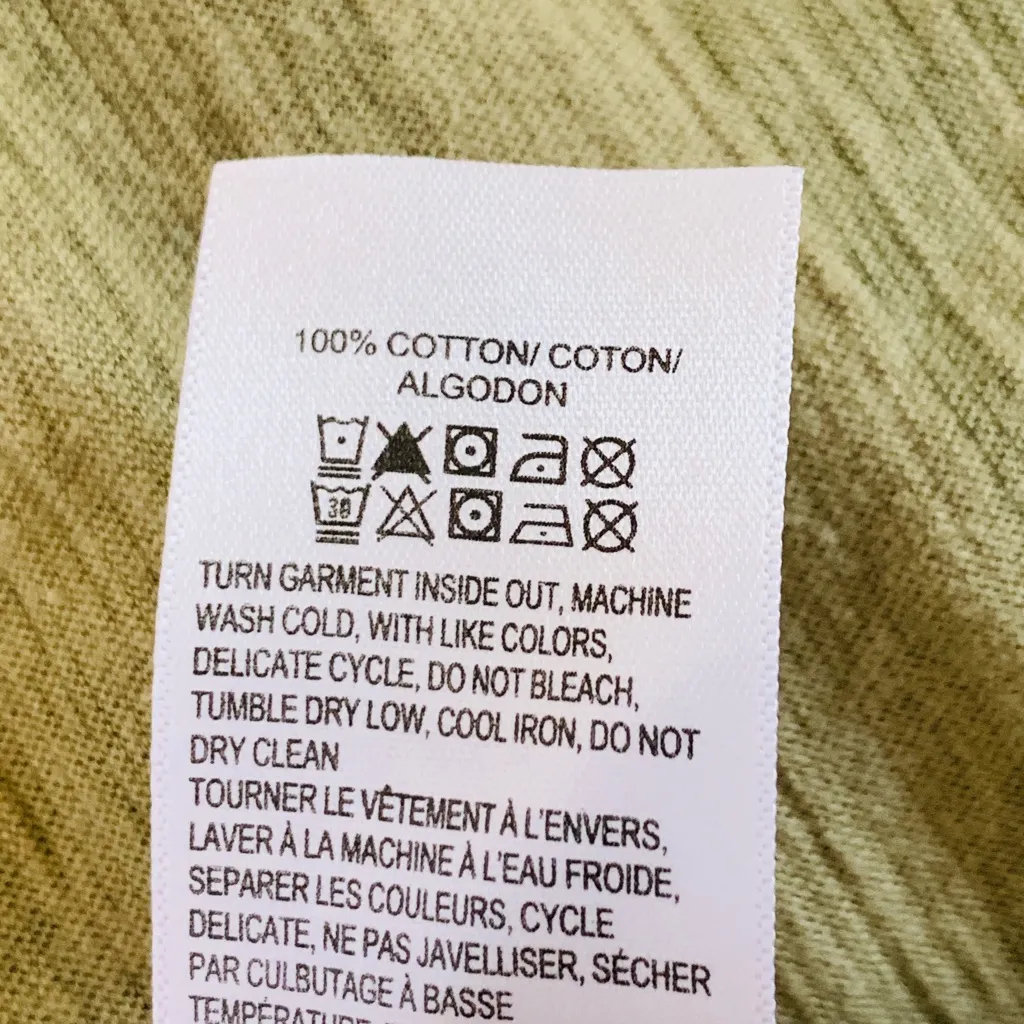 100% COTTON/ COTON/
ALGODON
30
TURN GARMENT INSIDE OUT, MACHINE
WASH COLD, WITH LIKE COLORS,
DELICATE CYCLE, DO NOT BLEACH,
TUMBLE DRY LOW, COOL IRON, DO NOT
DRY CLEAN
TOURNER LE VÊTEMENT À L'ENVERS,
LAVER À LA MACHINE À L'EAU FROIDE,
SEPARER LES COULEURS, CYCLE
DELICATE, NE PAS JAVELLISER, SÉCHER
PAR CULBUTAGE À BASSE
TEMPÉRATURE